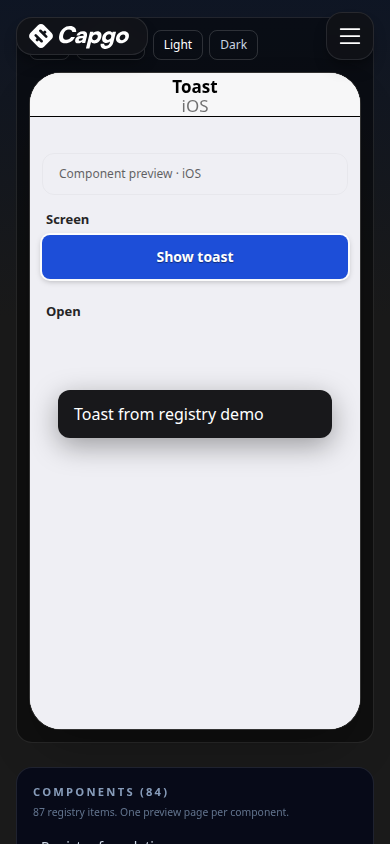 Capgo
Light
Dark
Toast
iOS
Component preview · iOS
Screen
Show toast
Open
Toast from registry demo
COMPONENTS (84)
87 registry items. One preview page per component.